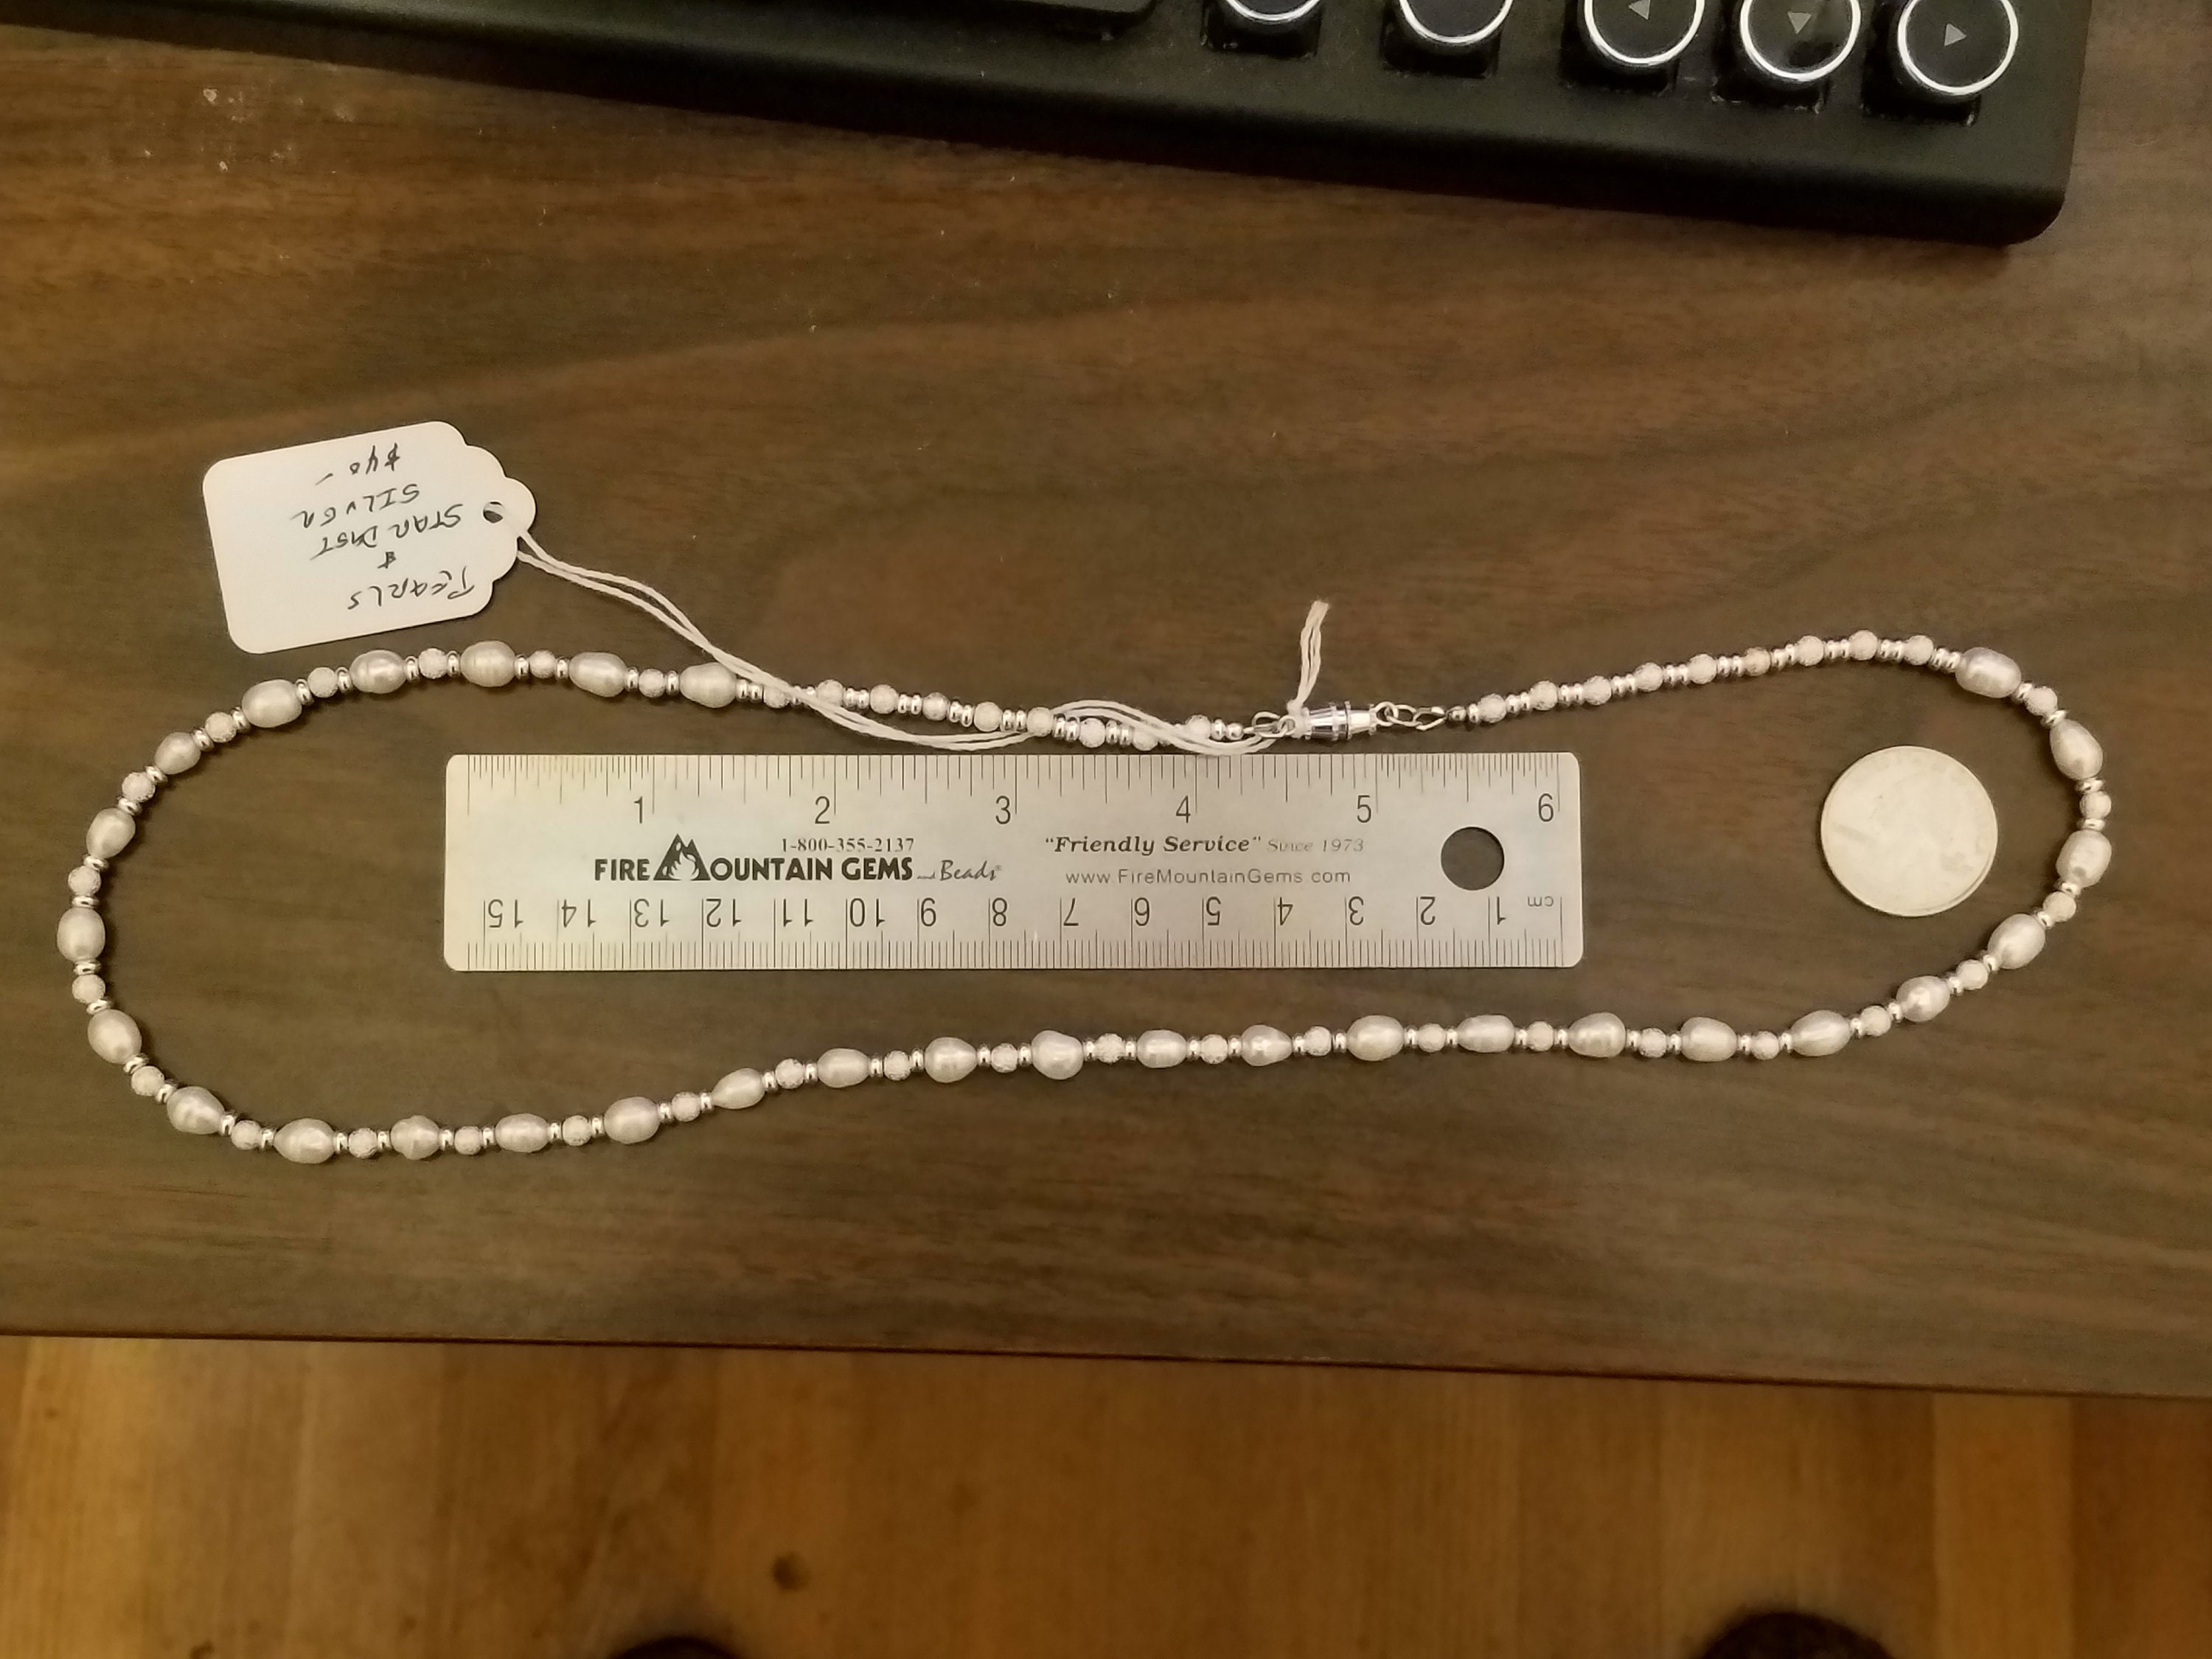 PEARLS
&
STAR DUST
SILVER
$40-
1 2 3 4 5 6
1-800-355-2137
FIRE MOUNTAIN GEMS and Beads®
"Friendly Service" Since 1973
www.FireMountainGems.com
cm 1 2 3 4 5 6 7 8 9 10 11 12 13 14 15